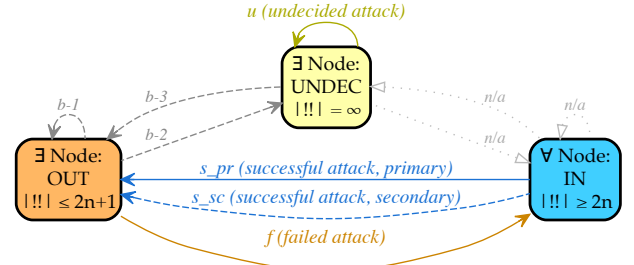 u (undecided attack)
∃ Node:
UNDEC
|!!| = ∞
b-1
b-3
b-2
n/a
n/a
n/a
∃ Node:
OUT
|!!| ≤ 2n+1
s_pr (successful attack, primary)
s_sc (successful attack, secondary)
f (failed attack)
∀ Node:
IN
|!!| ≥ 2n